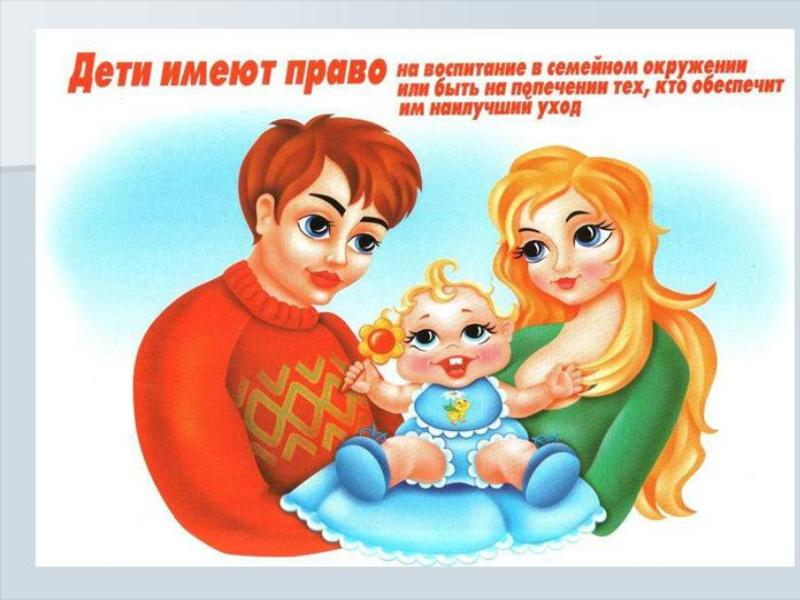 Дети имеют право на воспитание в семейном окружении
или быть на попечении тех, кто обеспечит
им наилучший уход